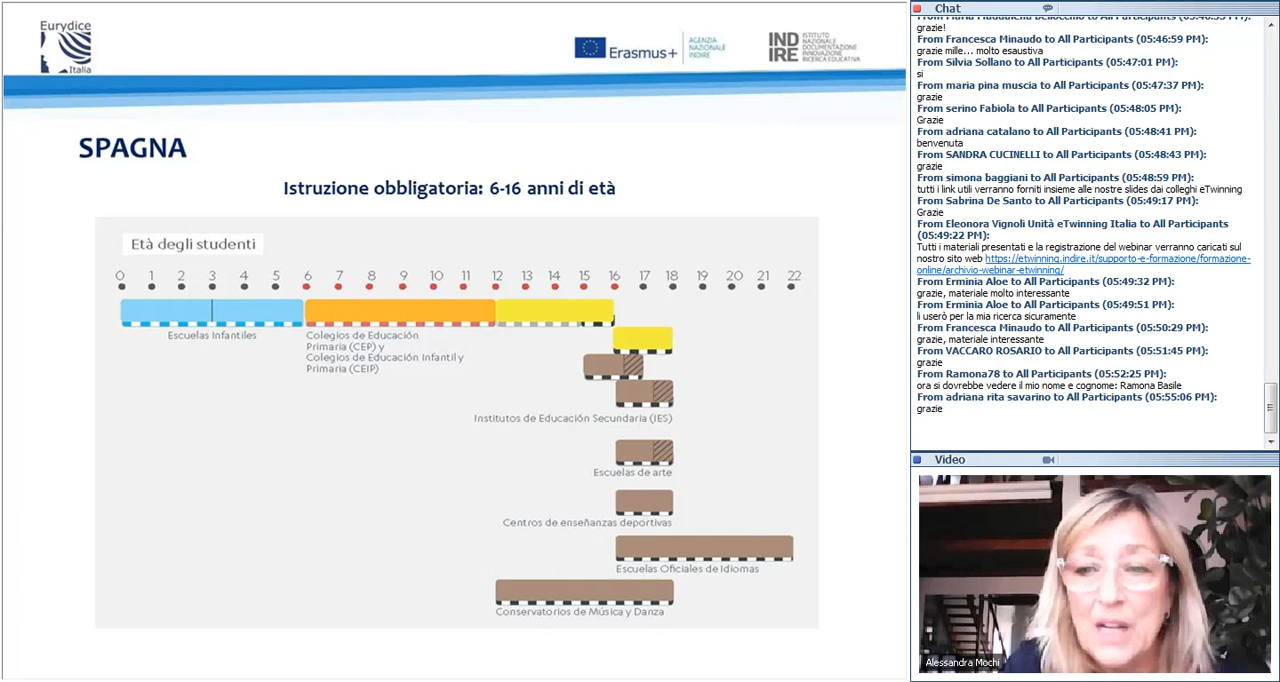 Eurydice
Italia
Erasmus+
AGENZIA
NAZIONALE
INDIRE
IND
IRE
ISTITUTO
NAZIONALE
DOCUMENTAZIONE
INNOVAZIONE
RICERCA EDUCATIVA
SPAGNA
Istruzione obbligatoria: 6-16 anni di età
Età degli studenti
0 1 2 3 4 5 6 7 8 9 10 11 12 13 14 15 16 17 18 19 20 21 22
Escuelas Infantiles
Colegios de Educación
Primaria (CEP) y
Colegios de Educación Infantil y
Primaria (CEIP)
Institutos de Educación Secundaria (IES)
Escuelas de arte
Centros de enseñanzas deportivas
Escuelas Oficiales de Idiomas
Conservatorios de Música y Danza
Chat
grazie!
From Francesca Minaudo to All Participants (05:46:59 PM):
grazie mille... molto esaustiva
From Silvia Sollano to All Participants (05:47:01 PM):
si
From maria pina muscia to All Participants (05:47:37 PM):
grazie
From serino Fabiola to All Participants (05:48:05 PM):
Grazie
From adriana catalano to All Participants (05:48:41 PM):
benvenuta
From SANDRA CUCINELLI to All Participants (05:48:43 PM):
grazie
From simona baggiani to All Participants (05:48:59 PM):
tutti i link utili verranno forniti insieme alle nostre slides dai colleghi eTwinning
From Sabrina De Santo to All Participants (05:49:17 PM):
Grazie
From Eleonora Vignoli Unità eTwinning Italia to All Participants
(05:49:22 PM):
Tutti i materiali presentati e la registrazione del webinar verranno caricati sul
nostro sito web https://etwinning.indire.it/supporto-e-formazione/formazione-
online/archivio-webinar-etwinning/
From Erminia Aloe to All Participants (05:49:32 PM):
grazie, materiale molto interessante
From Erminia Aloe to All Participants (05:49:51 PM):
li userò per la mia ricerca sicuramente
From Francesca Minaudo to All Participants (05:50:29 PM):
grazie, materiale interessante
From VACCARO ROSARIO to All Participants (05:51:45 PM):
grazie
From Ramona78 to All Participants (05:52:25 PM):
ora si dovrebbe vedere il mio nome e cognome: Ramona Basile
From adriana rita savarino to All Participants (05:55:06 PM):
grazie
Video
Alessandra Mochi